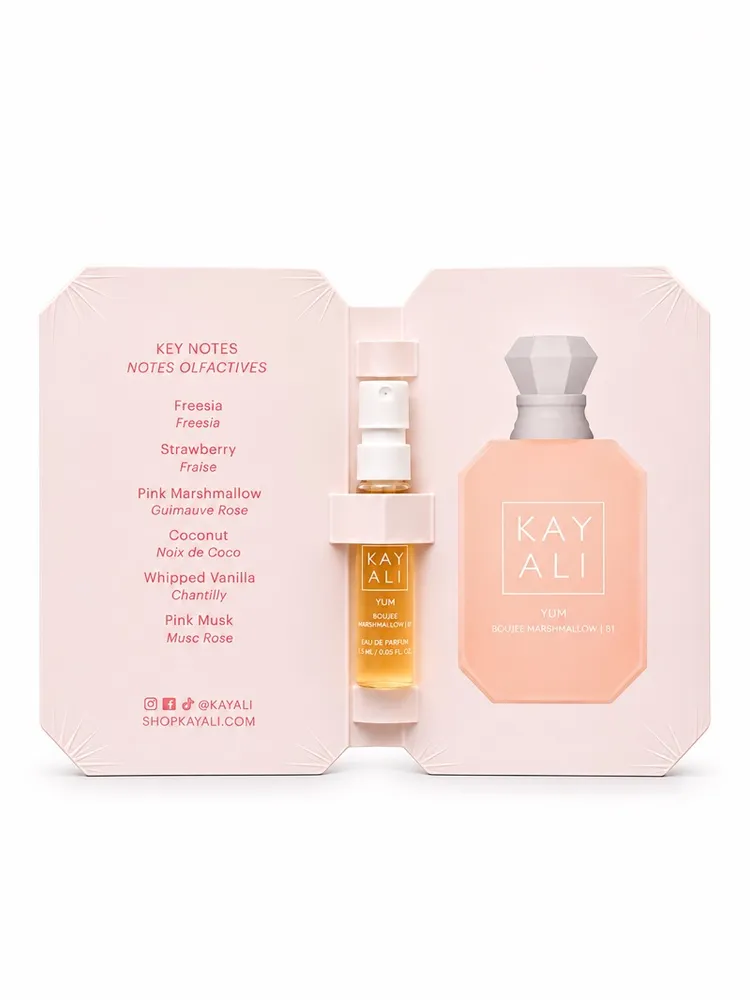 KEY NOTES
NOTES OLFACTIVES
Freesia
Freesia
Strawberry
Fraise
Pink Marshmallow
Guimauve Rose
Coconut
Noix de Coco
Whipped Vanilla
Chantilly
Pink Musk
Musc Rose
@KAYALI
SHOPKAYALI.COM
KAY
ALI
YUM
BOUJEE
MARSHMALLOW | 81
EAU DE PARFUM
1.5 ML / 0.05 FL. OZ.
KAY
ALI
YUM
BOUJEE MARSHMALLOW | 81